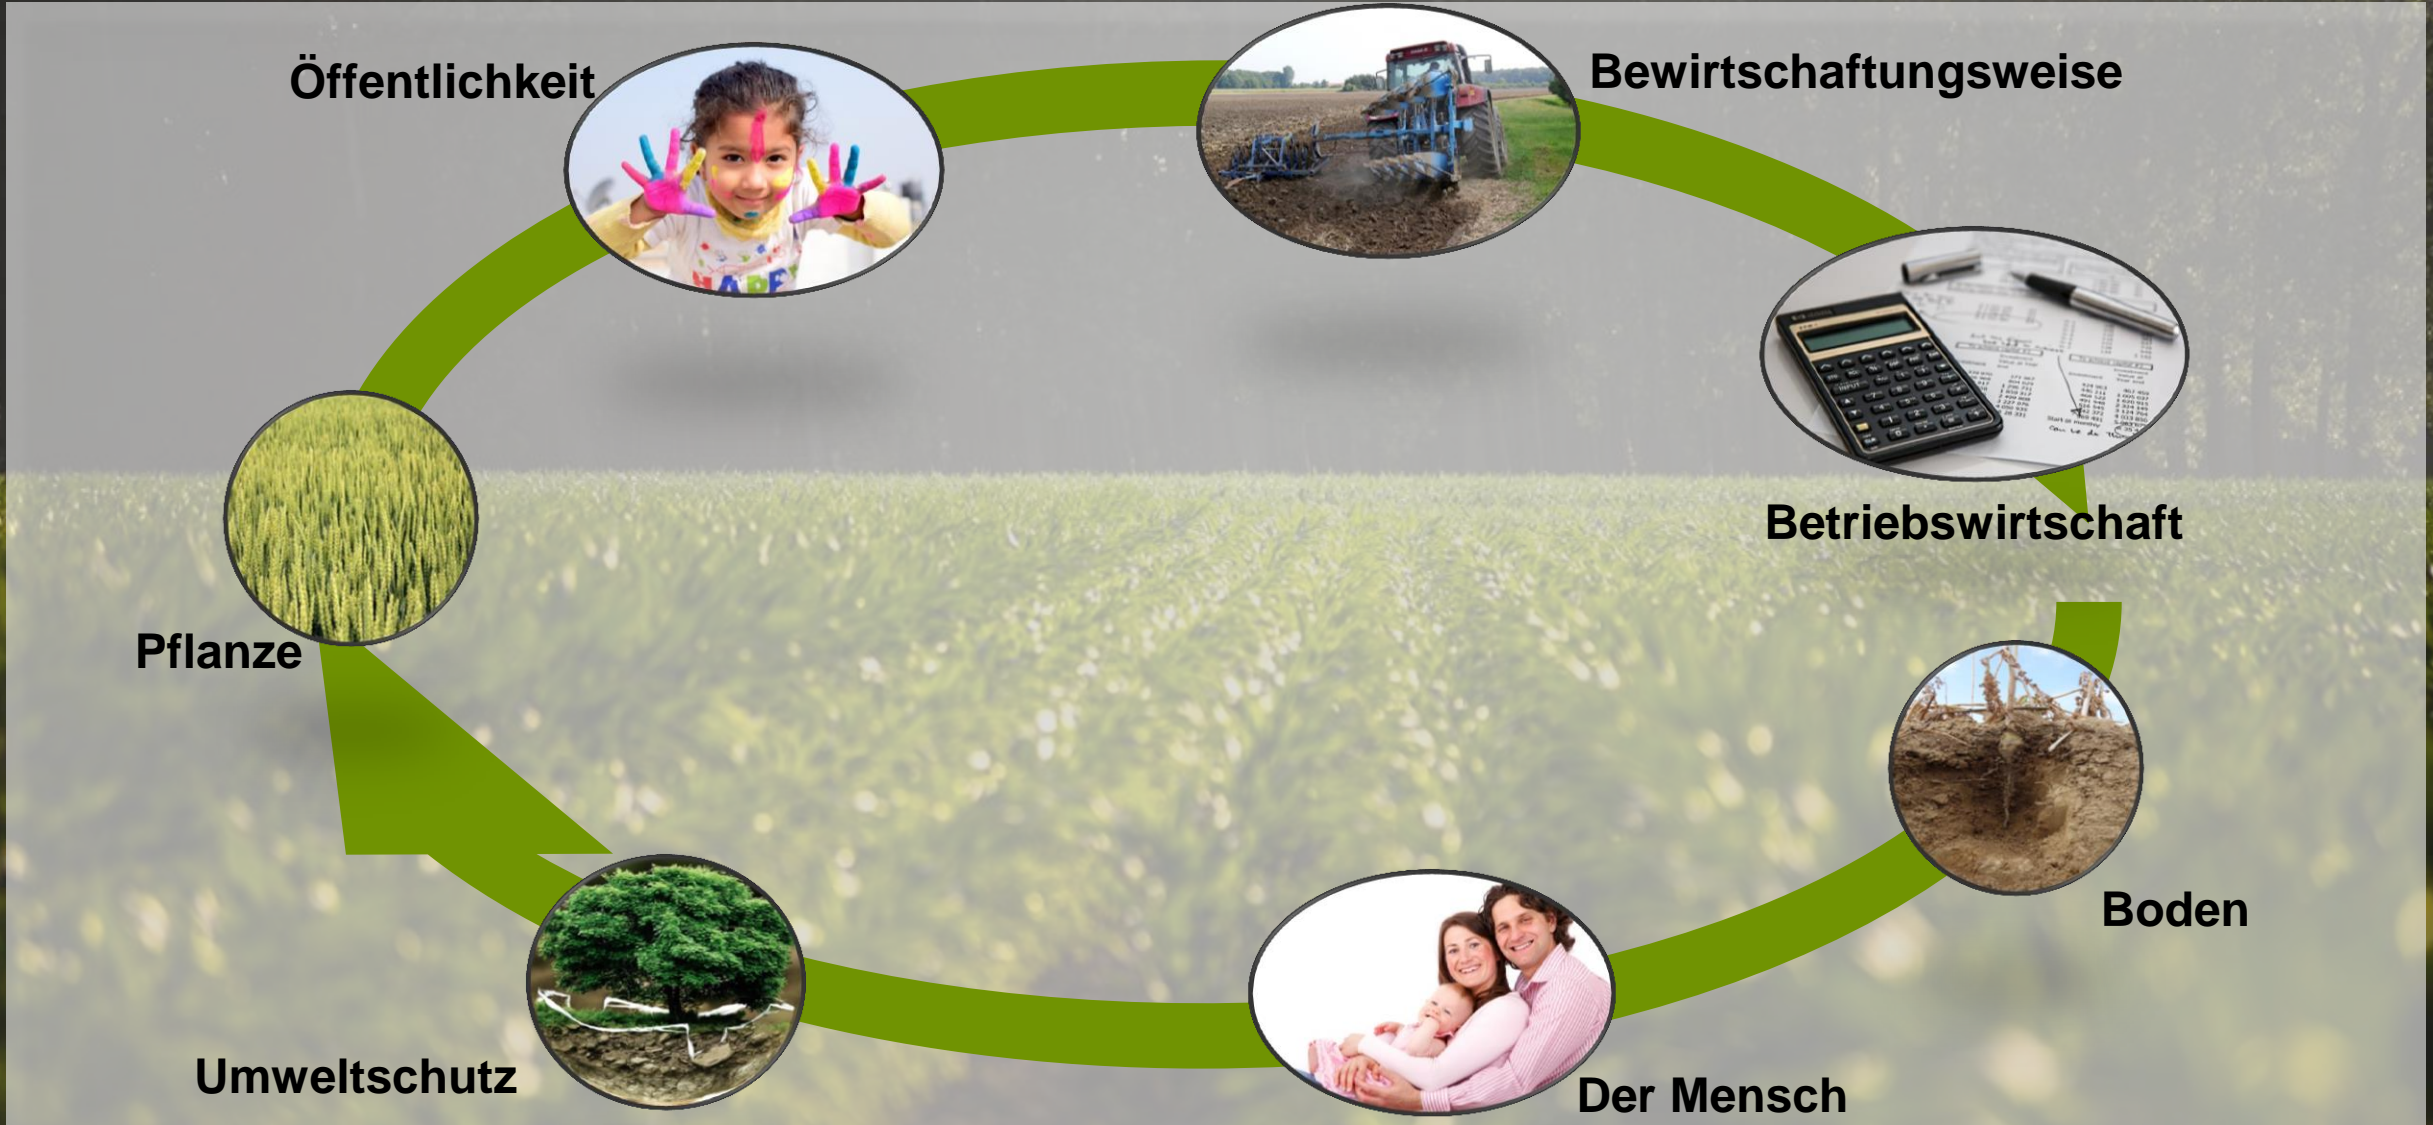 Öffentlichkeit
Bewirtschaftungsweise
Betriebswirtschaft
Pflanze
Boden
Umweltschutz
Der Mensch